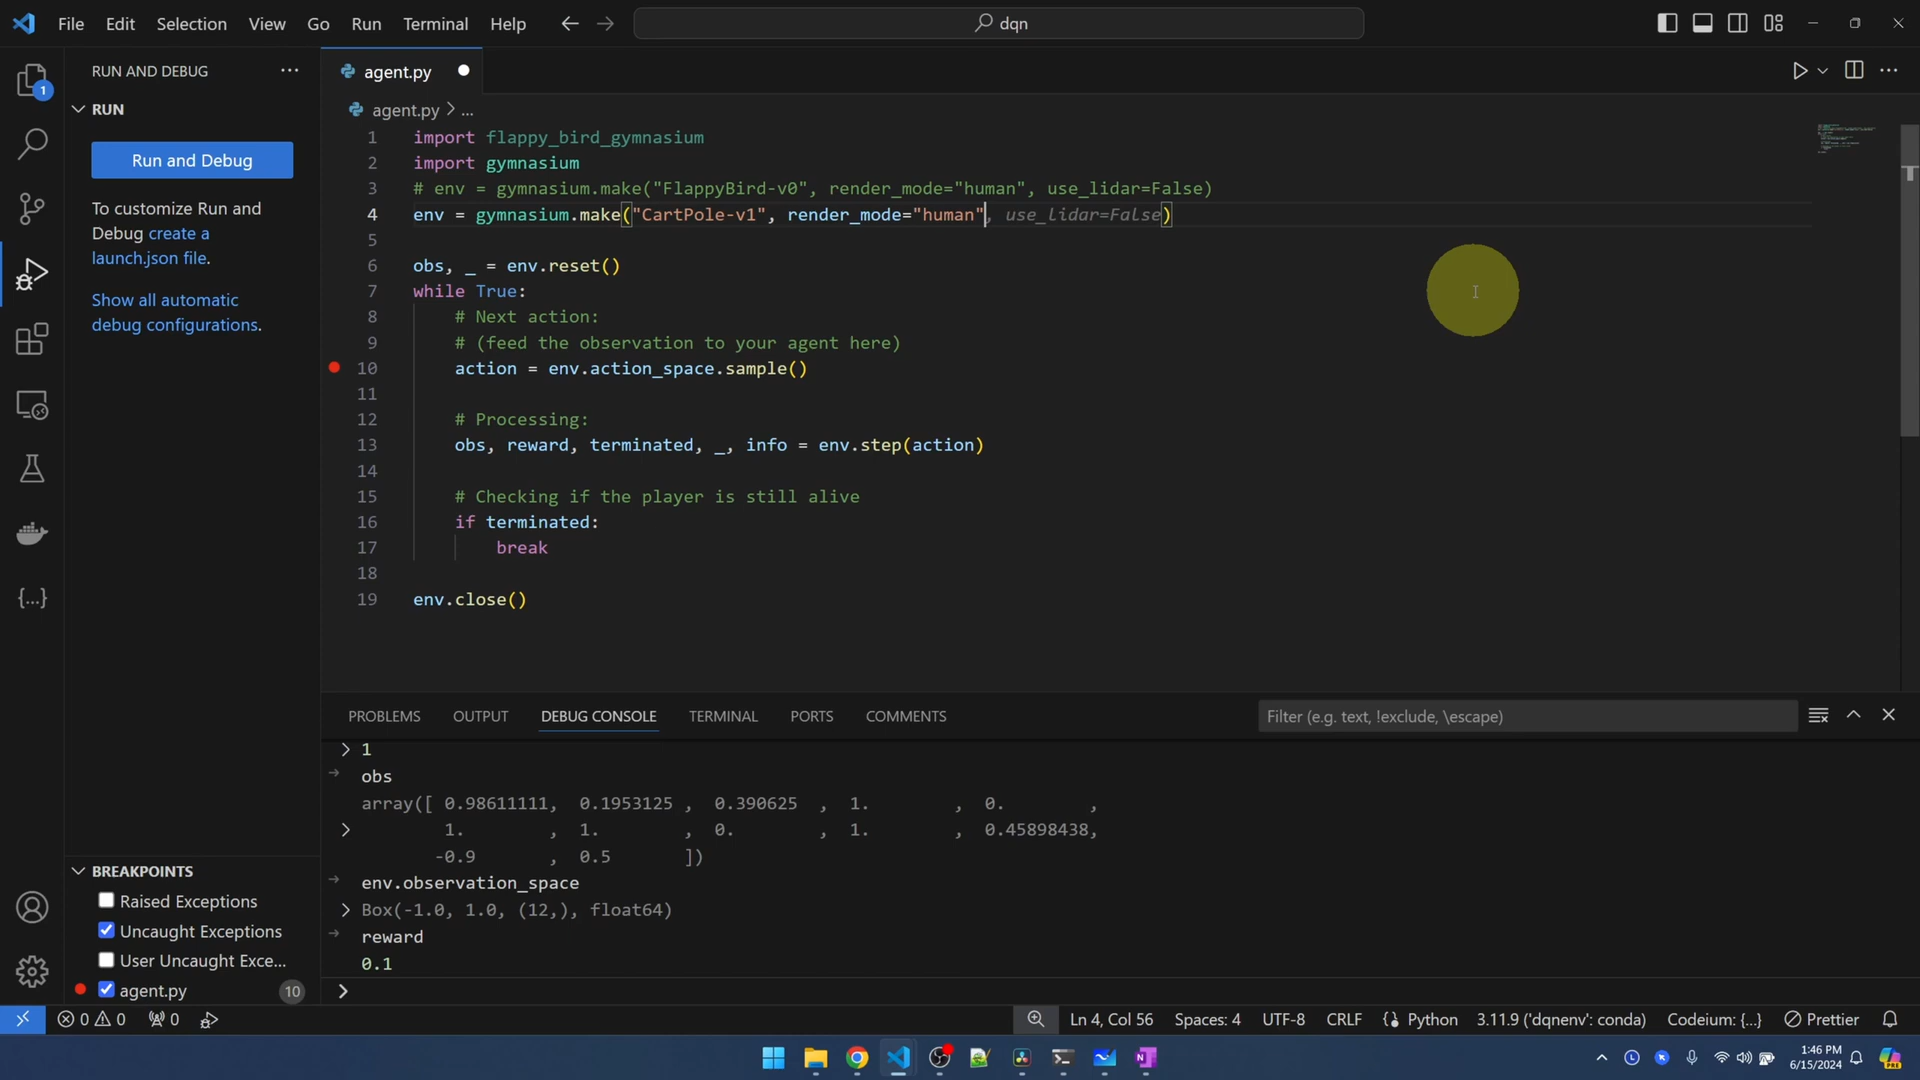 File Edit Selection View Go Run Terminal Help
dqn
RUN AND DEBUG
RUN
Run and Debug
To customize Run and
Debug create a
launch.json file.
Show all automatic
debug configurations.
BREAKPOINTS
Raised Exceptions
Uncaught Exceptions
User Uncaught Exce...
agent.py 10
1
agent.py
agent.py > ...
1 import flappy_bird_gymnasium
2 import gymnasium
3 # env = gymnasium.make("FlappyBird-v0", render_mode="human", use_lidar=False)
4 env = gymnasium.make("CartPole-v1", render_mode="human", use_lidar=False)
5
6 obs, _ = env.reset()
7 while True:
8 # Next action:
9 # (feed the observation to your agent here)
10 action = env.action_space.sample()
11
12 # Processing:
13 obs, reward, terminated, _, info = env.step(action)
14
15 # Checking if the player is still alive
16 if terminated:
17 break
18
19 env.close()
PROBLEMS OUTPUT DEBUG CONSOLE TERMINAL PORTS COMMENTS
Filter (e.g. text, !exclude, \escape)
1
obs
array([ 0.98611111, 0.1953125 , 0.390625 , 1. , 0. ,
1. , 1. , 0. , 1. , 0.45898438,
-0.9 , 0.5 ])
env.observation_space
Box(-1.0, 1.0, (12,), float64)
reward
0.1
0 0 0
Ln 4, Col 56 Spaces: 4 UTF-8 CRLF Python 3.11.9 ('dqnenv': conda) Codeium: {...} Prettier
1:46 PM
6/15/2024